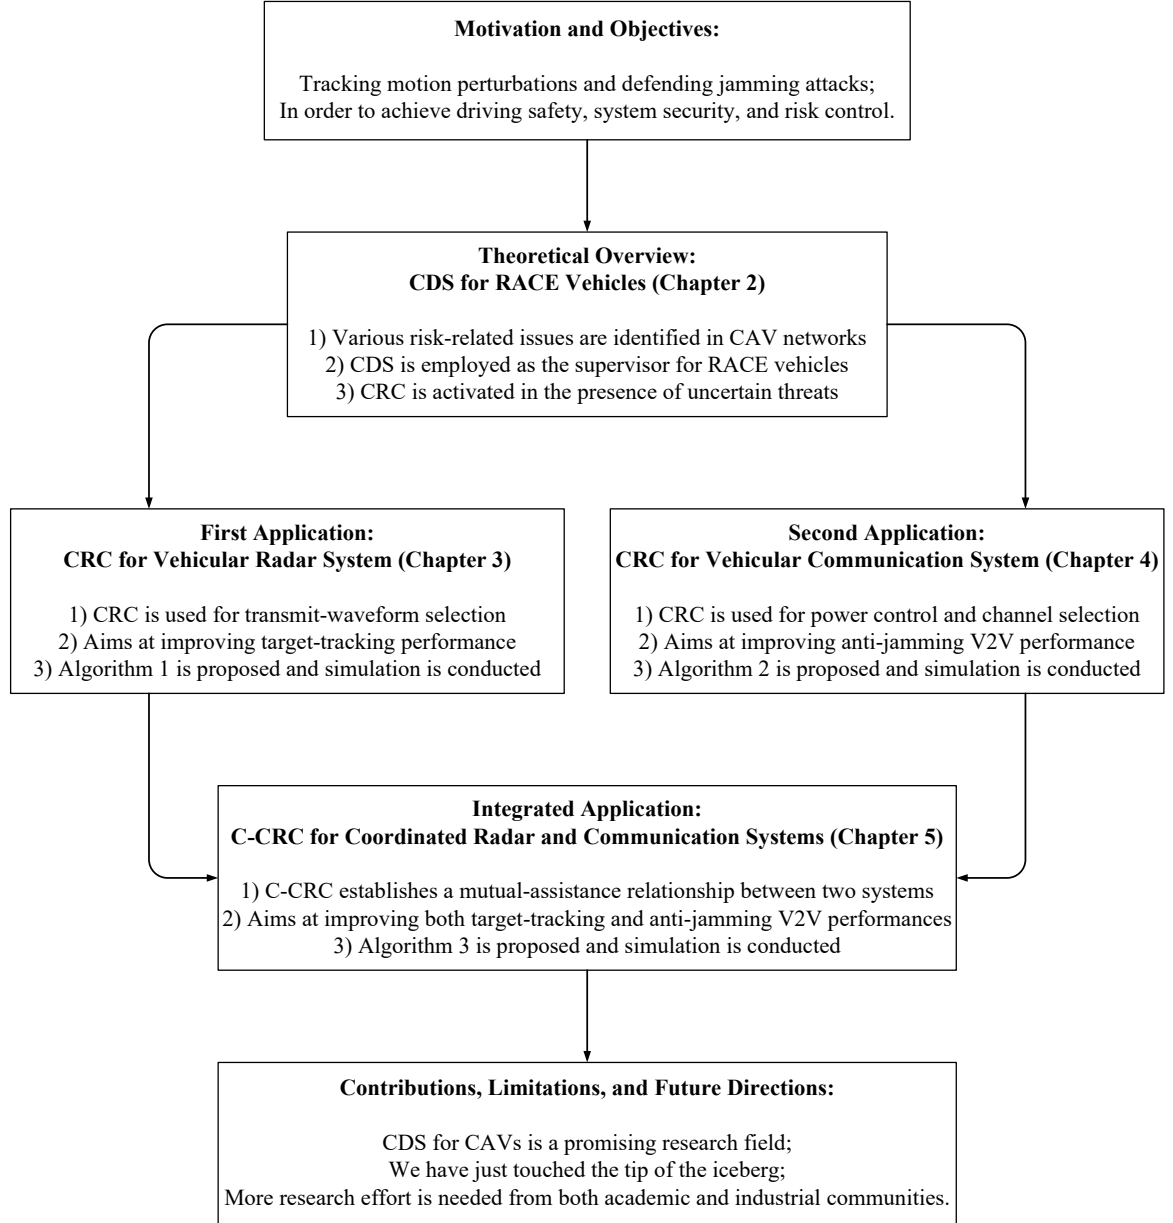 Motivation and Objectives:
Tracking motion perturbations and defending jamming attacks;
In order to achieve driving safety, system security, and risk control.
Theoretical Overview:
CDS for RACE Vehicles (Chapter 2)
1) Various risk-related issues are identified in CAV networks
2) CDS is employed as the supervisor for RACE vehicles
3) CRC is activated in the presence of uncertain threats
First Application:
CRC for Vehicular Radar System (Chapter 3)
1) CRC is used for transmit-waveform selection
2) Aims at improving target-tracking performance
3) Algorithm 1 is proposed and simulation is conducted
Second Application:
CRC for Vehicular Communication System (Chapter 4)
1) CRC is used for power control and channel selection
2) Aims at improving anti-jamming V2V performance
3) Algorithm 2 is proposed and simulation is conducted
Integrated Application:
C-CRC for Coordinated Radar and Communication Systems (Chapter 5)
1) C-CRC establishes a mutual-assistance relationship between two systems
2) Aims at improving both target-tracking and anti-jamming V2V performances
3) Algorithm 3 is proposed and simulation is conducted
Contributions, Limitations, and Future Directions:
CDS for CAVs is a promising research field;
We have just touched the tip of the iceberg;
More research effort is needed from both academic and industrial communities.